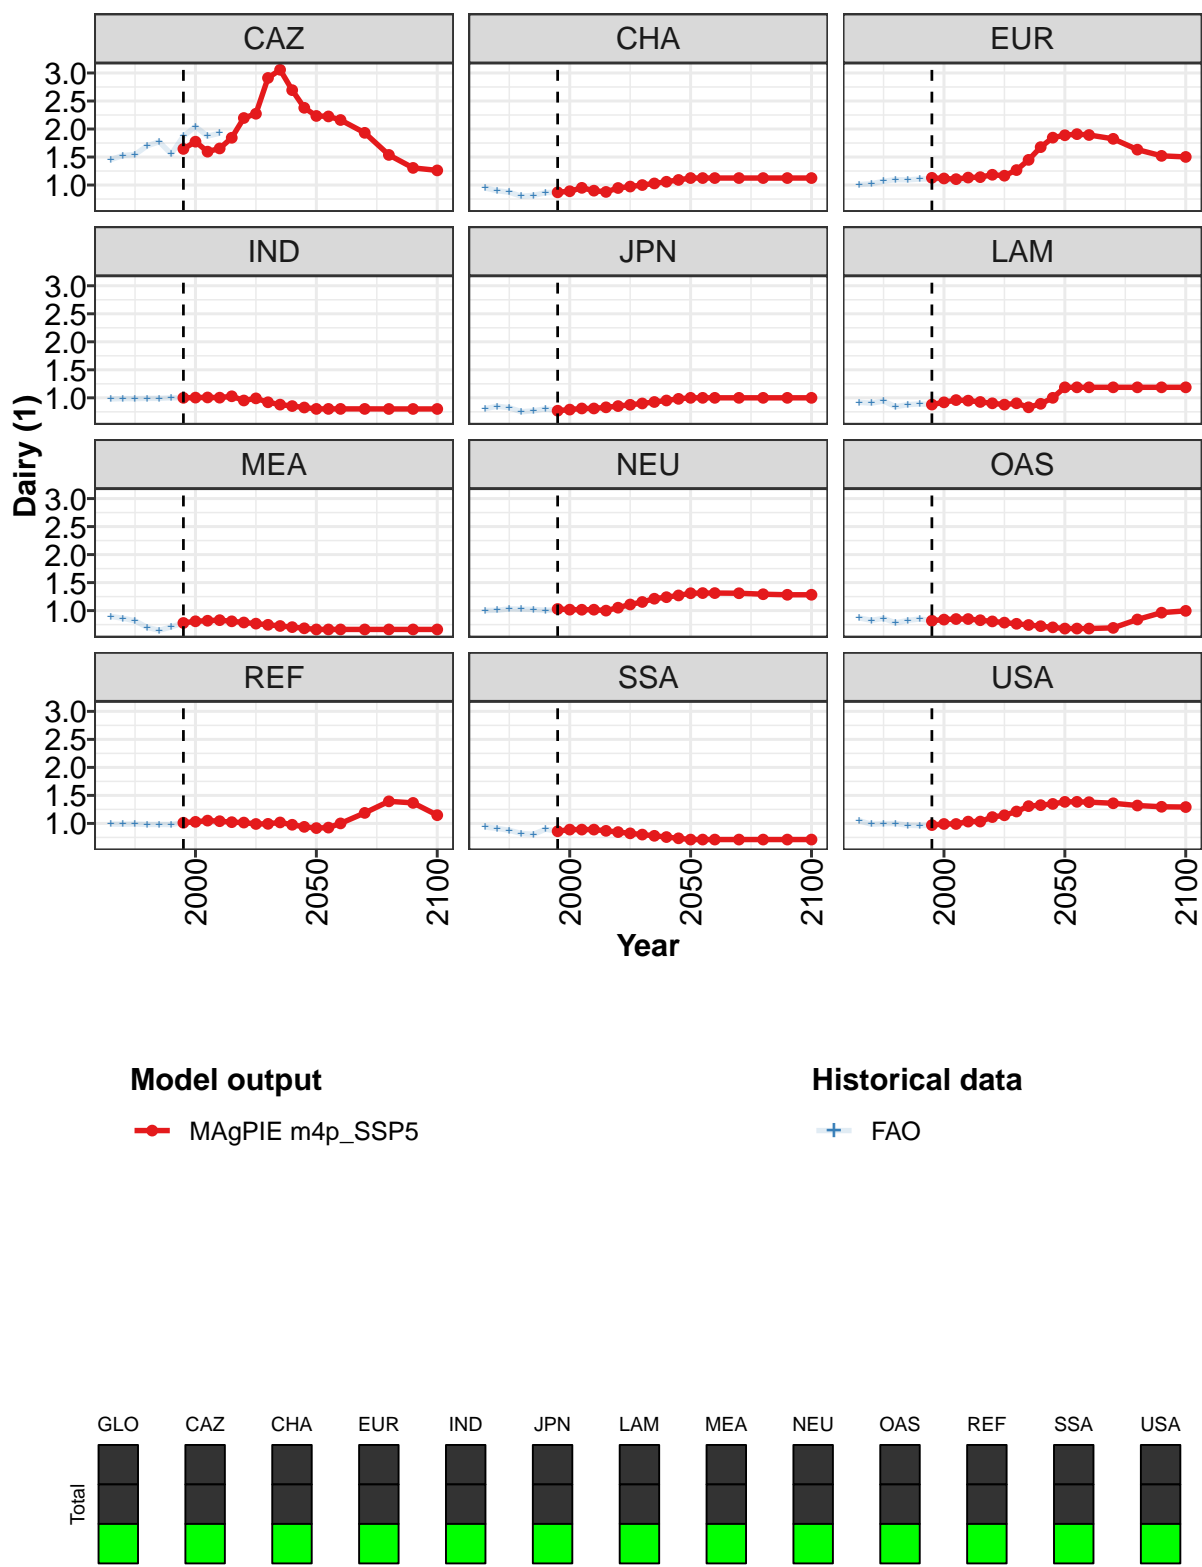 CAZ CHA EUR
3.0
2.5
2.0
1.5
1.0
IND JPN LAM
3.0
2.5
2.0
1.5
1.0
MEA NEU OAS
3.0
2.5
2.0
1.5
1.0
REF SSA USA
3.0
2.5
2.0
1.5
1.0
Dairy (1)
2000 2050 2100 2000 2050 2100 2000 2050 2100
Year
Model output Historical data
MAgPIE m4p_SSP5 FAO
GLO CAZ CHA EUR IND JPN LAM MEA NEU OAS REF SSA USA
Total